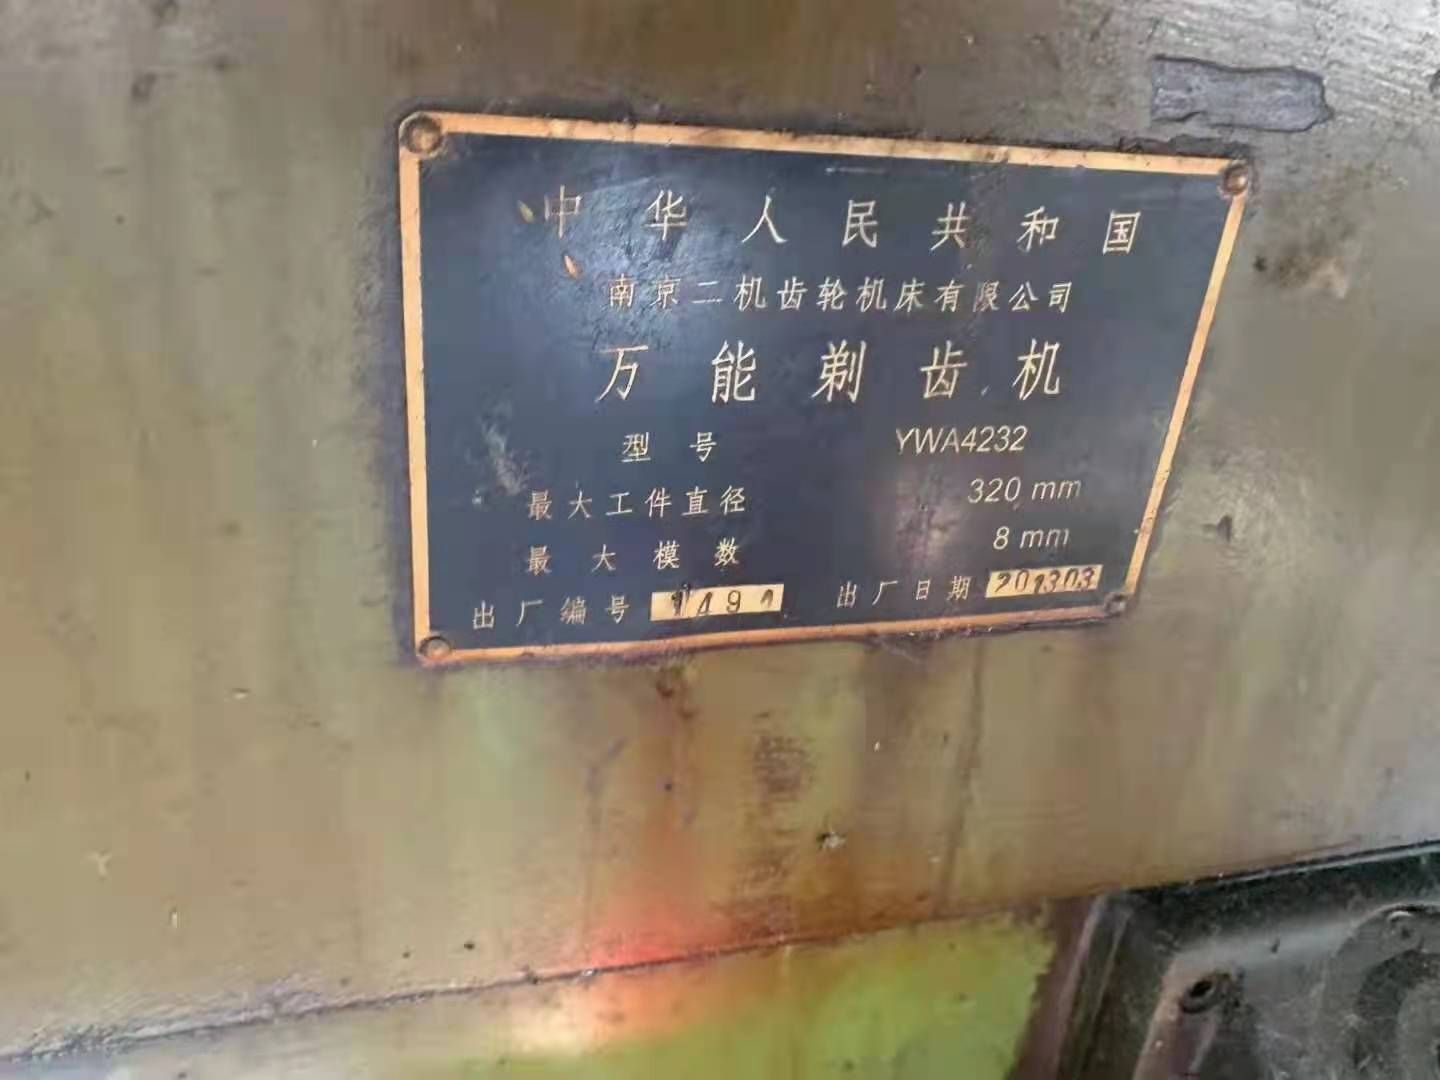 中华人民共和国
南京二机齿轮机床有限公司
万能剃齿机
型号 YWA4232
最大工件直径 320 mm
最大模数 8 mm
出厂编号 1491 出厂日期 201303